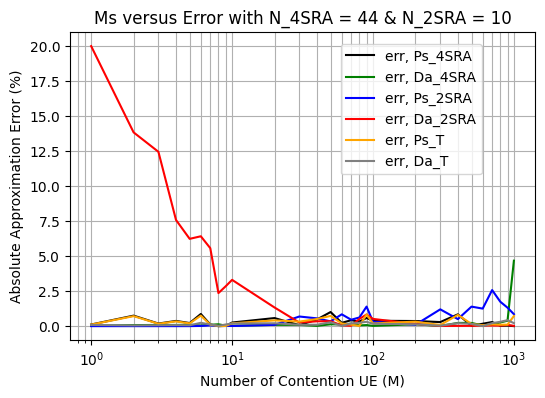 Ms versus Error with N_4SRA = 44 & N_2SRA = 10
Absolute Approximation Error (%)
20.0
17.5
15.0
12.5
10.0
7.5
5.0
2.5
0.0
err, Ps_4SRA
err, Da_4SRA
err, Ps_2SRA
err, Da_2SRA
err, Ps_T
err, Da_T
10⁰ 10¹ 10² 10³
Number of Contention UE (M)